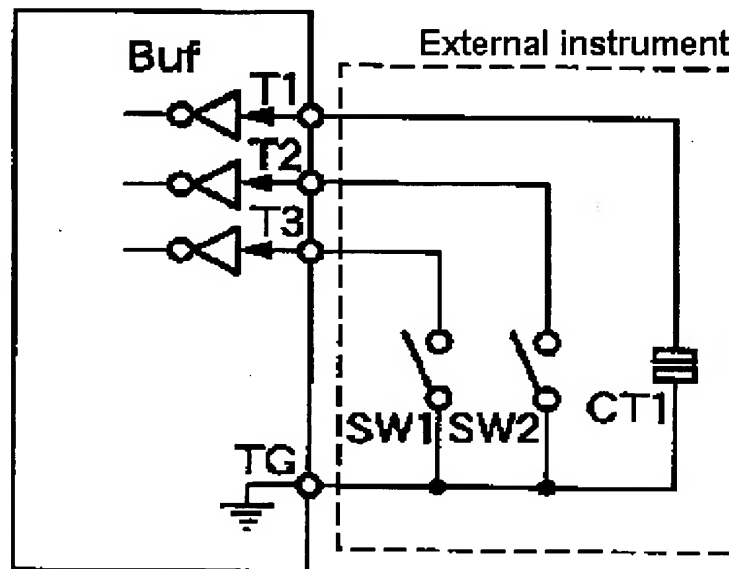 External instrument
Buf
T1
T2
T3
SW1
SW2
CT1
TG